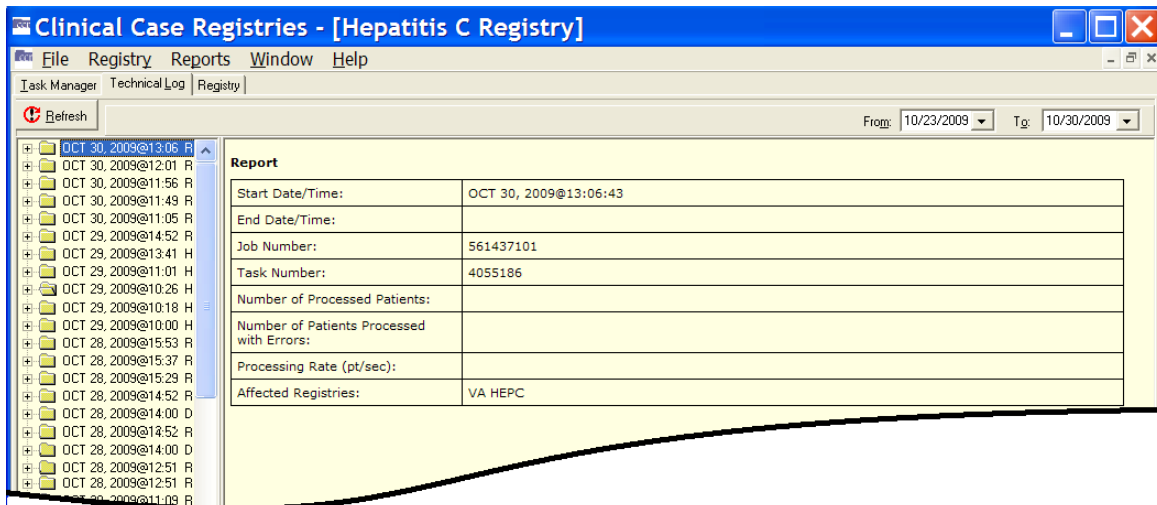 Clinical Case Registries - [Hepatitis C Registry]
File Registry Reports Window Help
Task Manager Technical Log Registry
Refresh From: 10/23/2009 To: 10/30/2009
OCT 30, 2009@13:06 R
OCT 30, 2009@12:01 R
OCT 30, 2009@11:56 R
OCT 30, 2009@11:49 R
OCT 30, 2009@11:05 R
OCT 29, 2009@14:52 R
OCT 29, 2009@13:41 H
OCT 29, 2009@11:01 H
OCT 29, 2009@10:26 H
OCT 29, 2009@10:18 H
OCT 29, 2009@10:00 H
OCT 28, 2009@15:53 R
OCT 28, 2009@15:37 R
OCT 28, 2009@15:29 R
OCT 28, 2009@14:52 R
OCT 28, 2009@14:00 D
OCT 28, 2009@14:52 R
OCT 28, 2009@14:00 D
OCT 28, 2009@12:51 R
OCT 28, 2009@12:51 R
2009@11:09 R
Report
Start Date/Time: OCT 30, 2009@13:06:43
End Date/Time:
Job Number: 561437101
Task Number: 4055186
Number of Processed Patients:
Number of Patients Processed
with Errors:
Processing Rate (pt/sec):
Affected Registries: VA HEPC